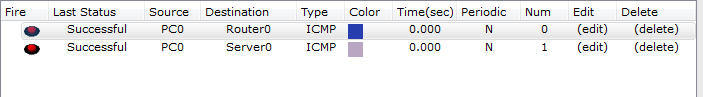 Fire Last Status Source Destination Type Color Time(sec) Periodic Num Edit Delete
Successful PC0 Router0 ICMP 0.000 N 0 (edit) (delete)
Successful PC0 Server0 ICMP 0.000 N 1 (edit) (delete)